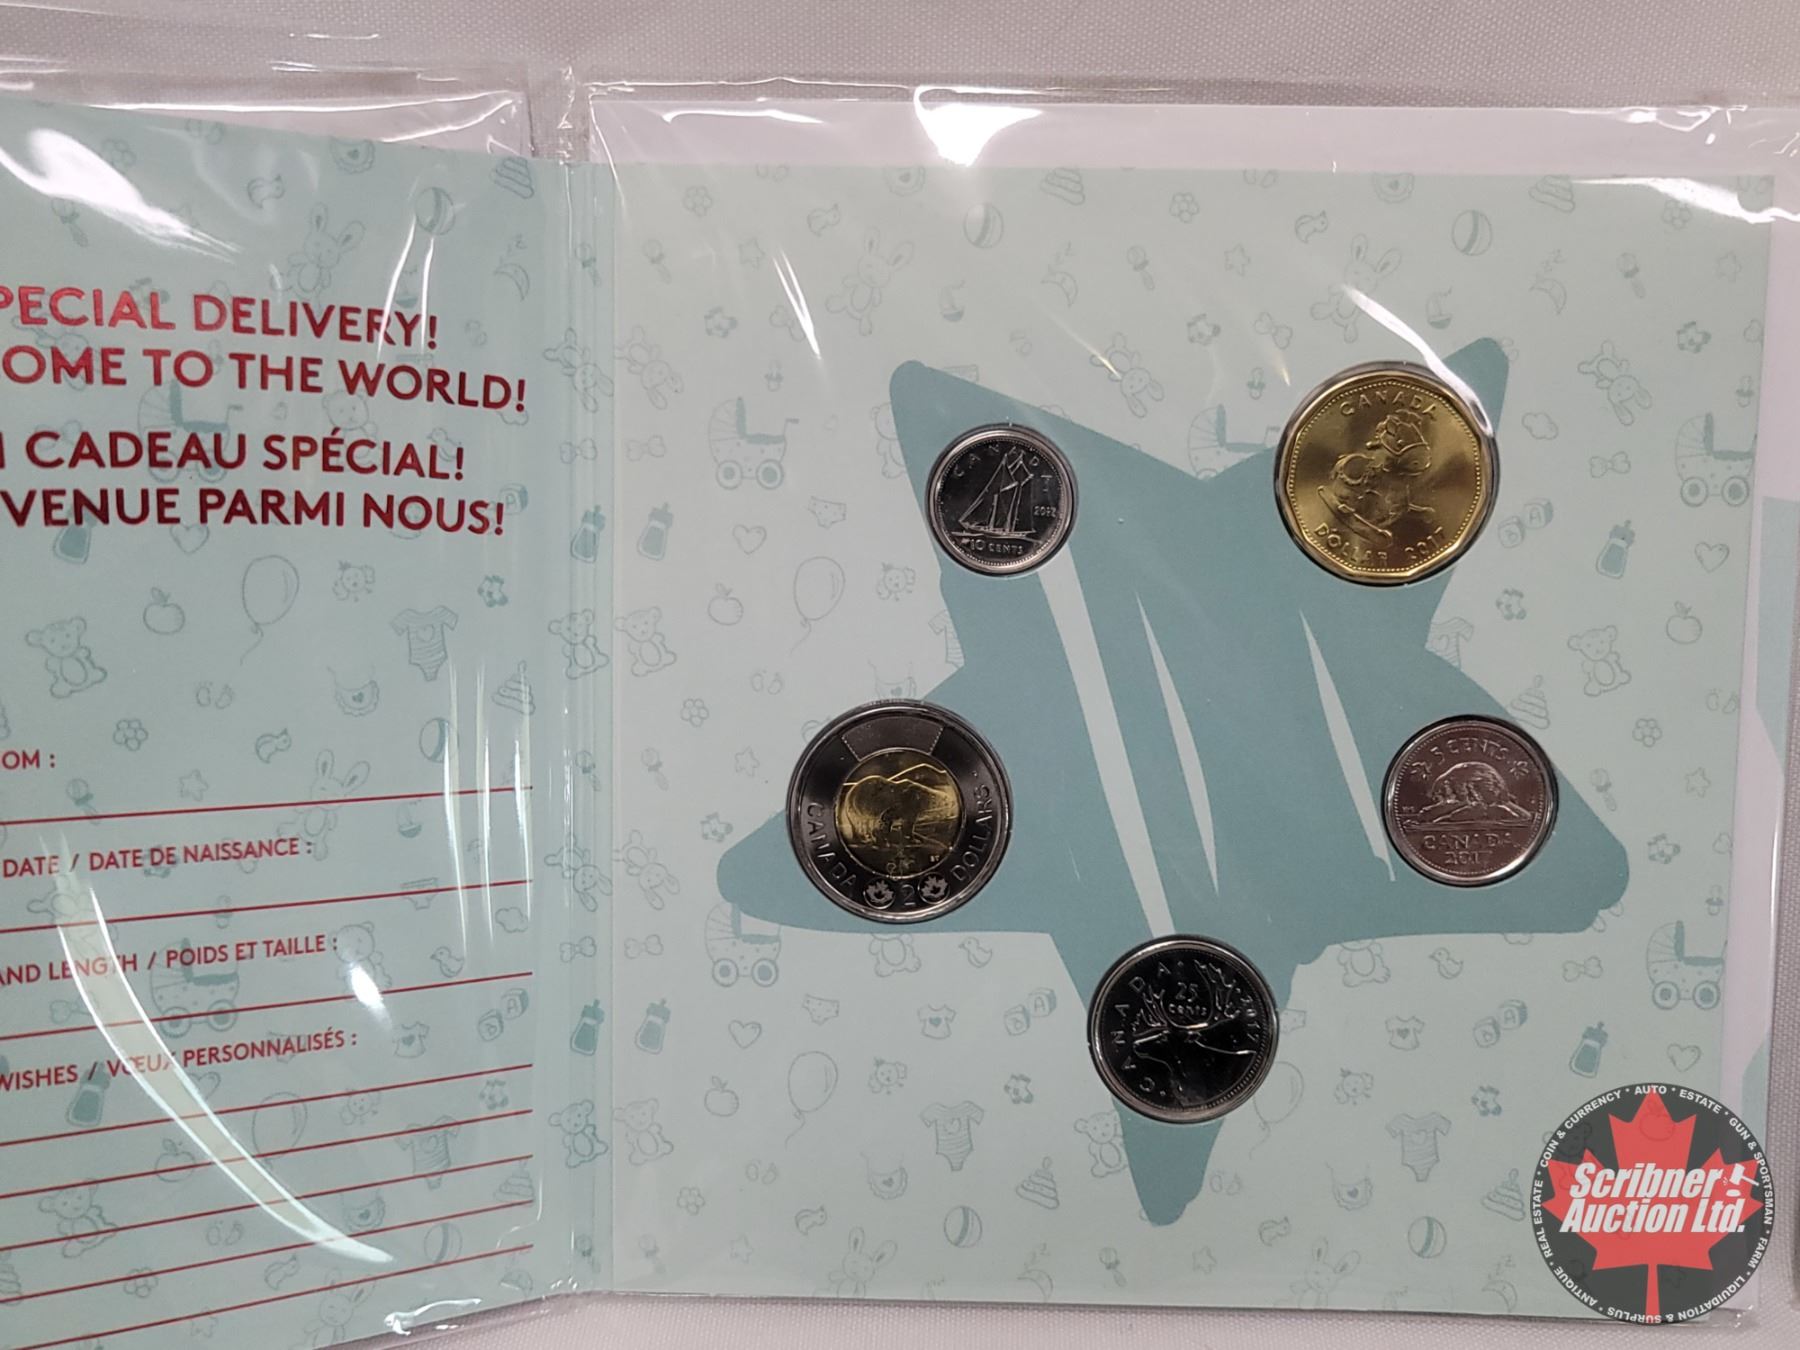 PECIAL DELIVERY!
OME TO THE WORLD!
CADEAU SPÉCIAL!
VENUE PARMI NOUS!
OM :
DATE / DATE DE NAISSANCE :
AND LENGTH / POIDS ET TAILLE :
WISHES / VŒUX PERSONNALISÉS :
CANADA
2017
10 CENTS
CANADA
DOLLAR 2017
CANADA 2 DOLLARS
5 CENTS
CANADA
2017
CANADA
25
CENTS
2017
COIN & CURRENCY • AUTO • ESTATE • GUN & SPORTSMAN • FARM • LIQUIDATION & SURPLUS • ANTIQUE • REAL ESTATE
Scribner
Auction Ltd.